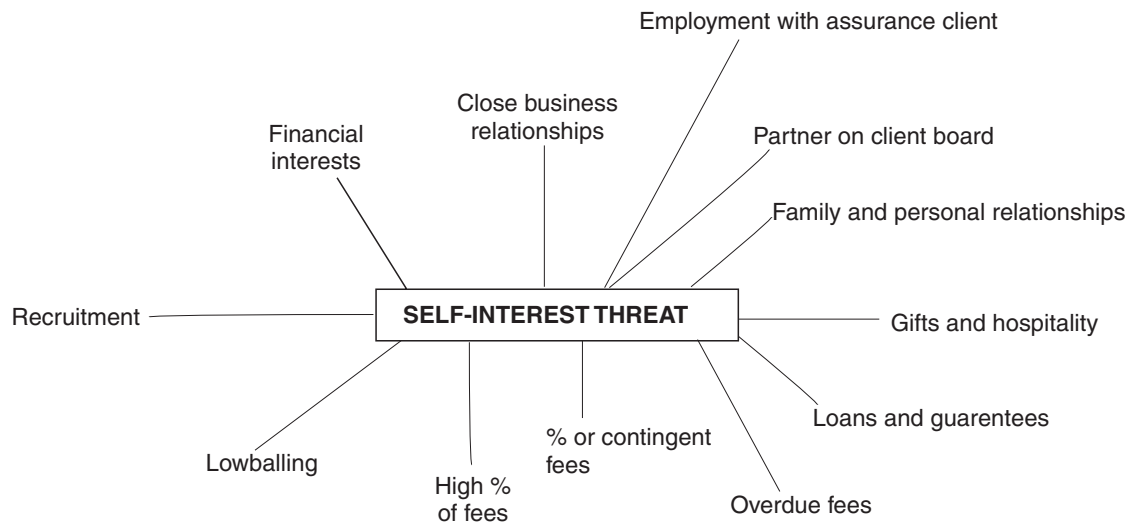 Employment with assurance client
Close business
relationships
Financial
interests
Partner on client board
Family and personal relationships
Recruitment
SELF-INTEREST THREAT
Gifts and hospitality
Loans and guarentees
% or contingent
fees
Lowballing
High %
of fees
Overdue fees